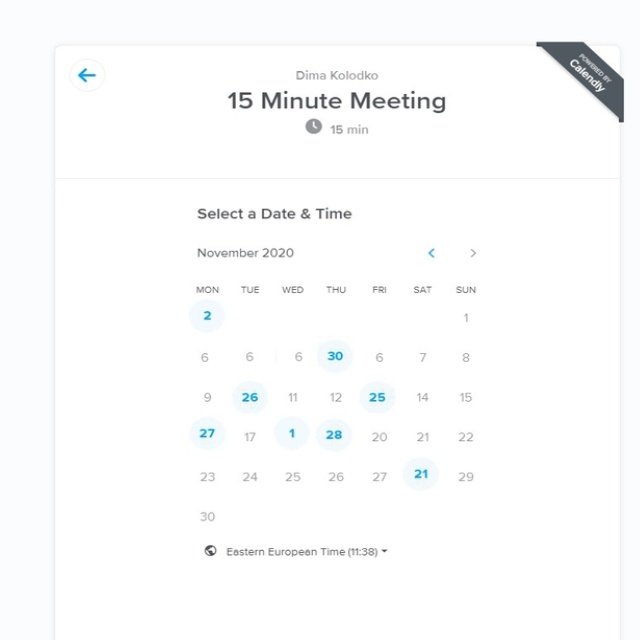 POWERED BY
Calendly
Dima Kolodko
15 Minute Meeting
15 min
Select a Date & Time
November 2020
MON TUE WED THU FRI SAT SUN
2 1
6 6 6 30 6 7 8
9 26 11 12 25 14 15
27 17 1 28 20 21 22
23 24 25 26 27 21 29
30
Eastern European Time (11:38)